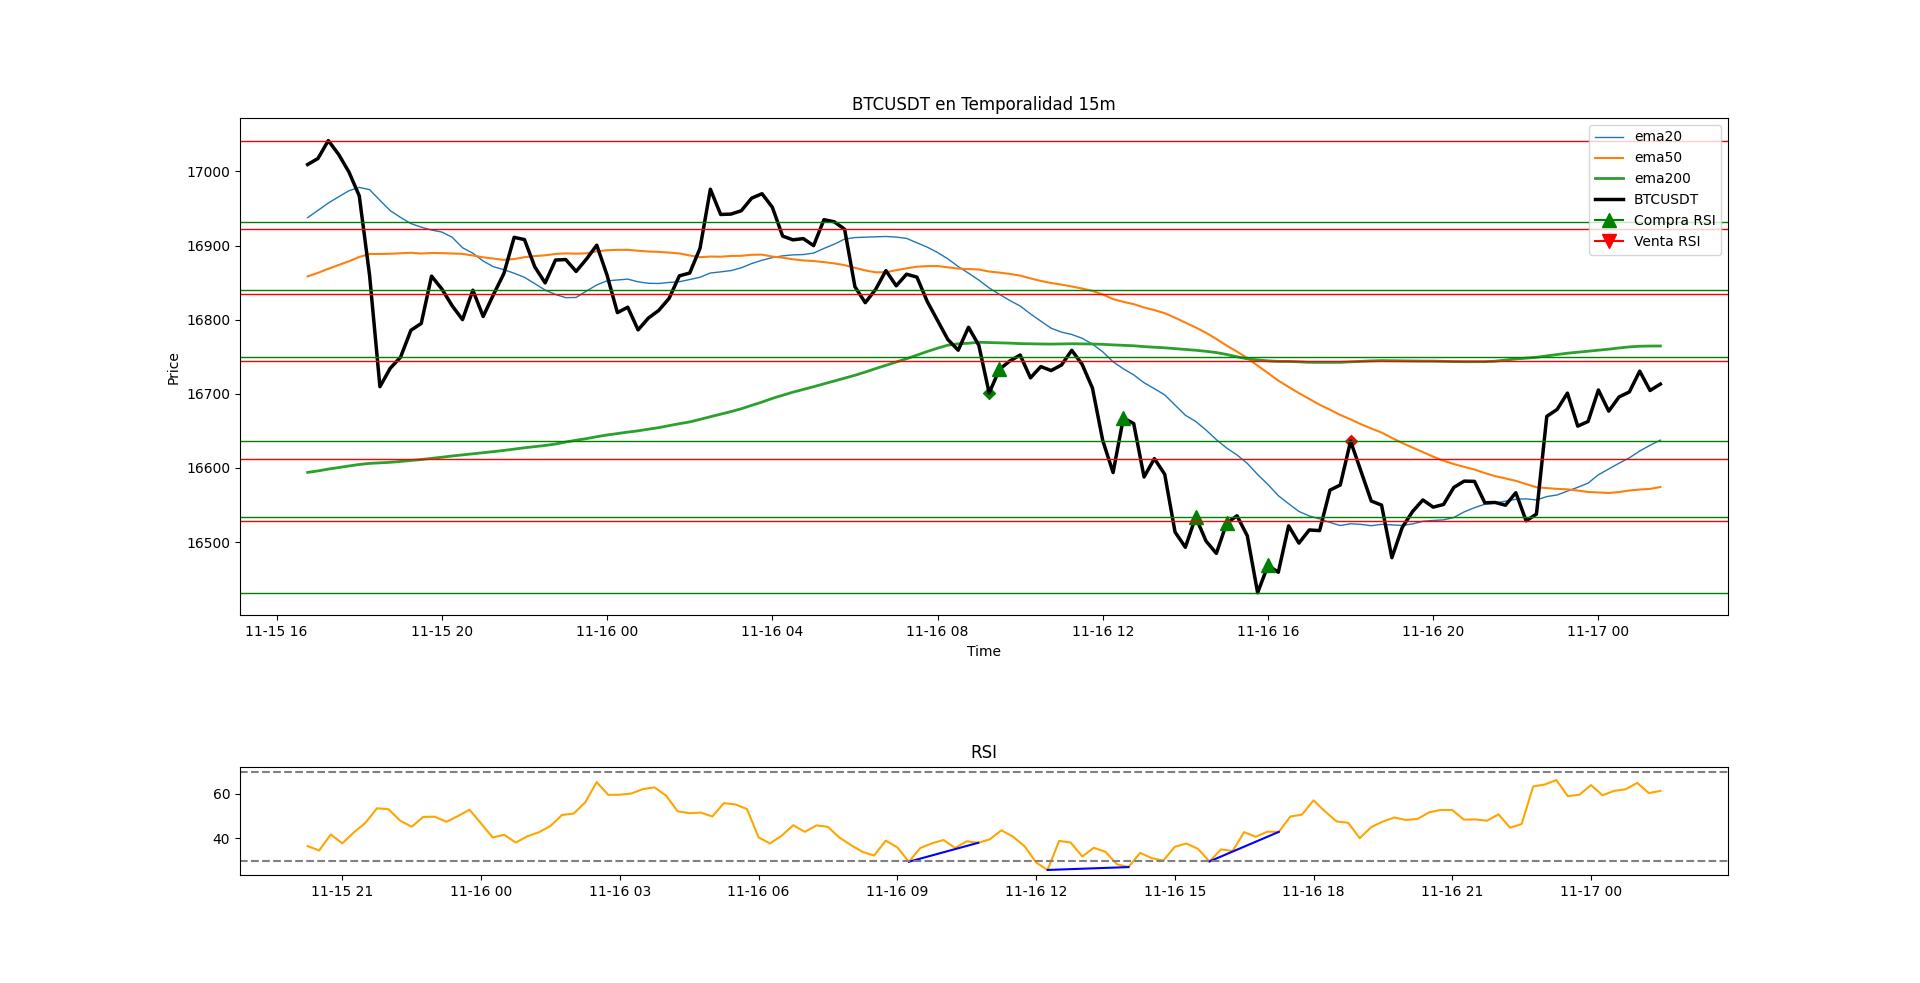 BTCUSDT en Temporalidad 15m
ema20
ema50
ema200
BTCUSDT
Compra RSI
Venta RSI
17000
16900
16800
16700
16600
16500
Price
11-15 16 11-15 20 11-16 00 11-16 04 11-16 08 11-16 12 11-16 16 11-16 20 11-17 00
Time
RSI
60
40
11-15 21 11-16 00 11-16 03 11-16 06 11-16 09 11-16 12 11-16 15 11-16 18 11-16 21 11-17 00